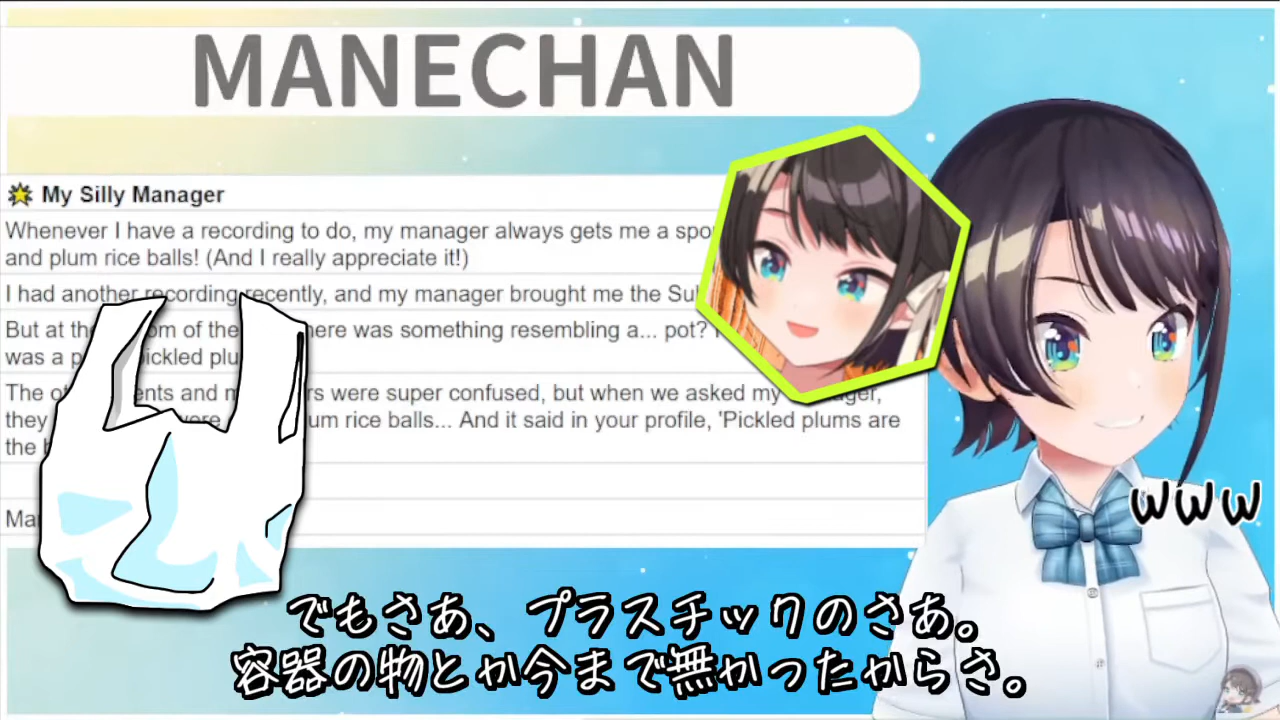 MANECHAN
My Silly Manager
Whenever I have a recording to do, my manager always gets me a spo
and plum rice balls! (And I really appreciate it!)
I had another recording recently, and my manager brought me the Su
But at the om of the here was something resembling a... pot?
was a p pickled plu
The o ents and m rs were super confused, but when we asked my ger,
they ere um rice balls... And it said in your profile, 'Pickled plums are
the
Ma
www
でもさあ、プラスチックのさあ。
容器の物とか今まで無かったからさ。